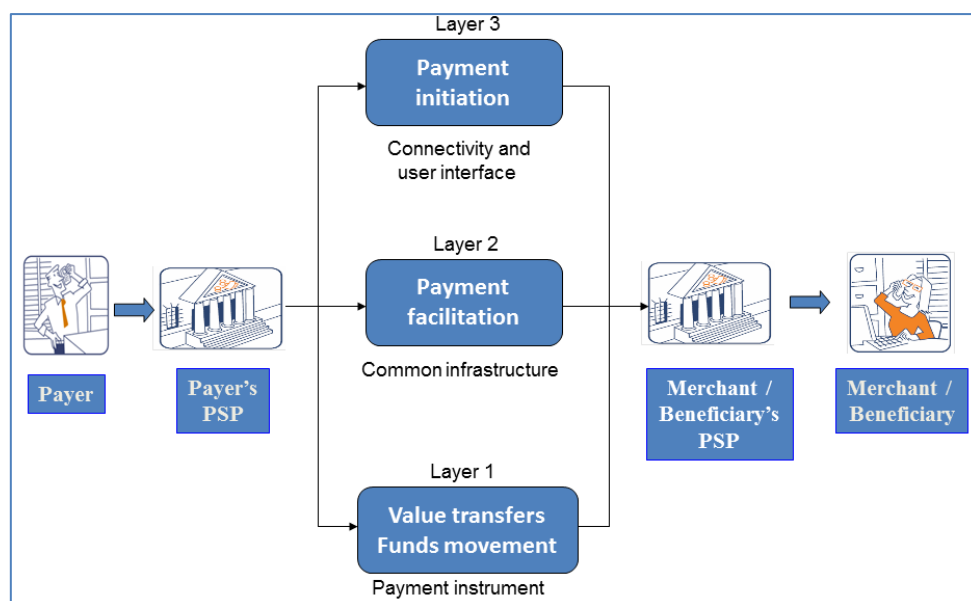 Layer 3
Payment
initiation
Connectivity and
user interface
Layer 2
Payment
facilitation
Common infrastructure
Payer
Payer's
PSP
Merchant /
Beneficiary's
PSP
Merchant /
Beneficiary
Layer 1
Value transfers
Funds movement
Payment instrument